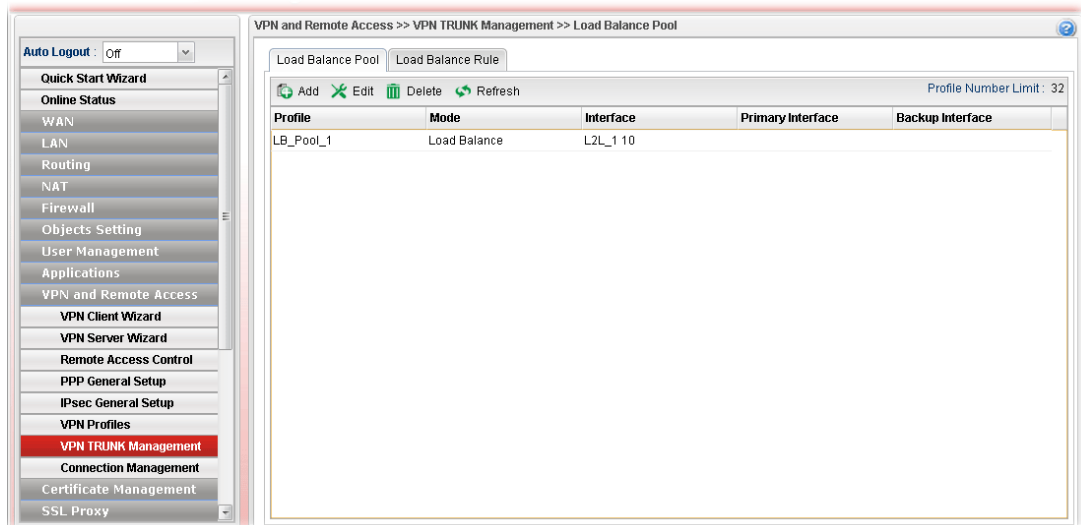 VPN and Remote Access >> VPN TRUNK Management >> Load Balance Pool
Auto Logout : Off
Quick Start Wizard
Online Status
WAN
LAN
Routing
NAT
Firewall
Objects Setting
User Management
Applications
VPN and Remote Access
VPN Client Wizard
VPN Server Wizard
Remote Access Control
PPP General Setup
IPsec General Setup
VPN Profiles
VPN TRUNK Management
Connection Management
Certificate Management
SSL Proxy
Load Balance Pool Load Balance Rule
Add Edit Delete Refresh Profile Number Limit : 32
Profile Mode Interface Primary Interface Backup Interface
LB_Pool_1 Load Balance L2L_1 10